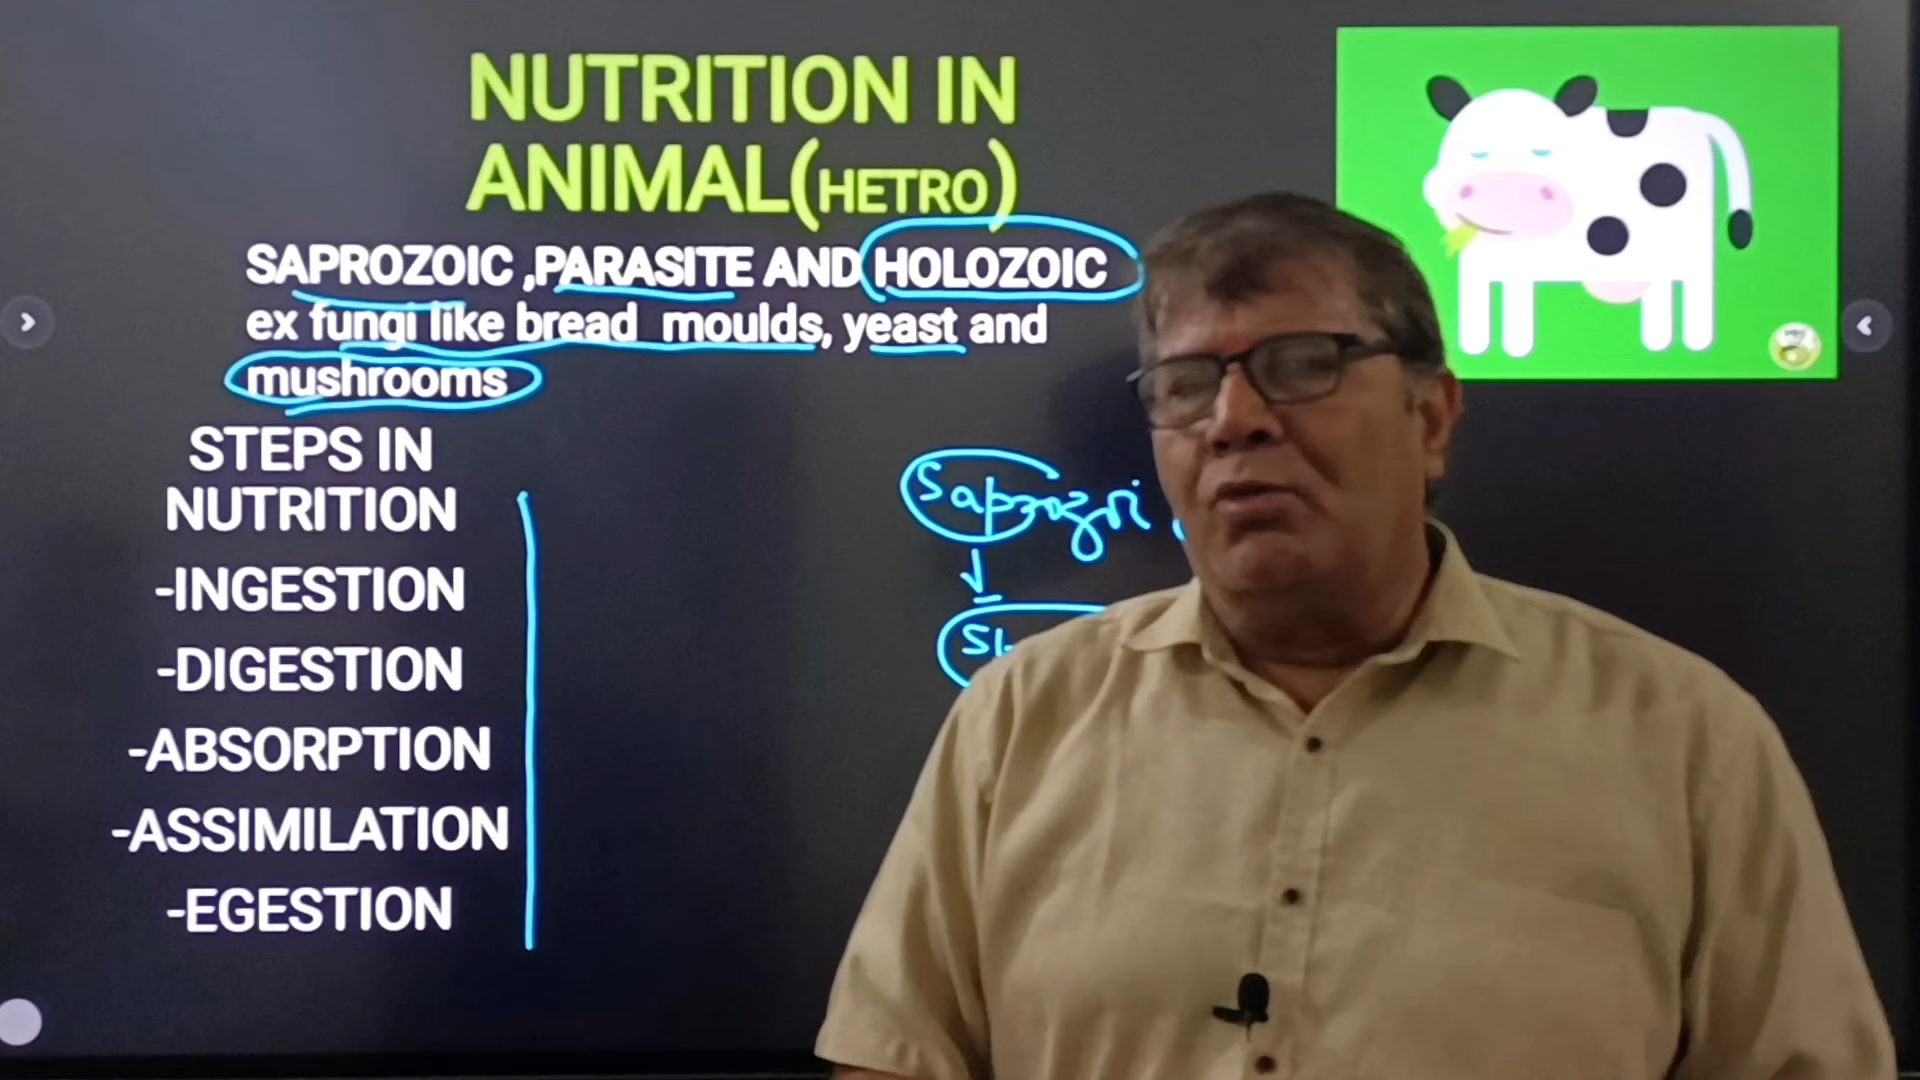 NUTRITION IN
ANIMAL(HETRO)
SAPROZOIC ,PARASITE AND HOLOZOIC
ex fungi like bread moulds, yeast and
mushrooms
STEPS IN
NUTRITION
-INGESTION
-DIGESTION
-ABSORPTION
-ASSIMILATION
-EGESTION